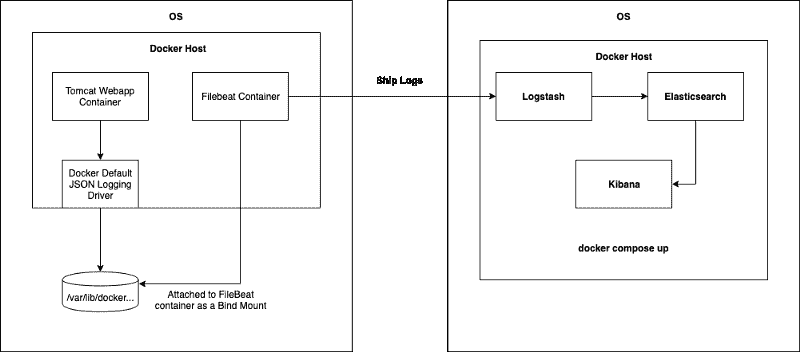 OS
Docker Host
Tomcat Webapp
Container
Filebeat Container
Docker Default
JSON Logging
Driver
/var/lib/docker...
Attached to FIleBeat
container as a Bind Mount
Ship Logs
OS
Docker Host
Logstash
Elasticsearch
Kibana
docker compose up